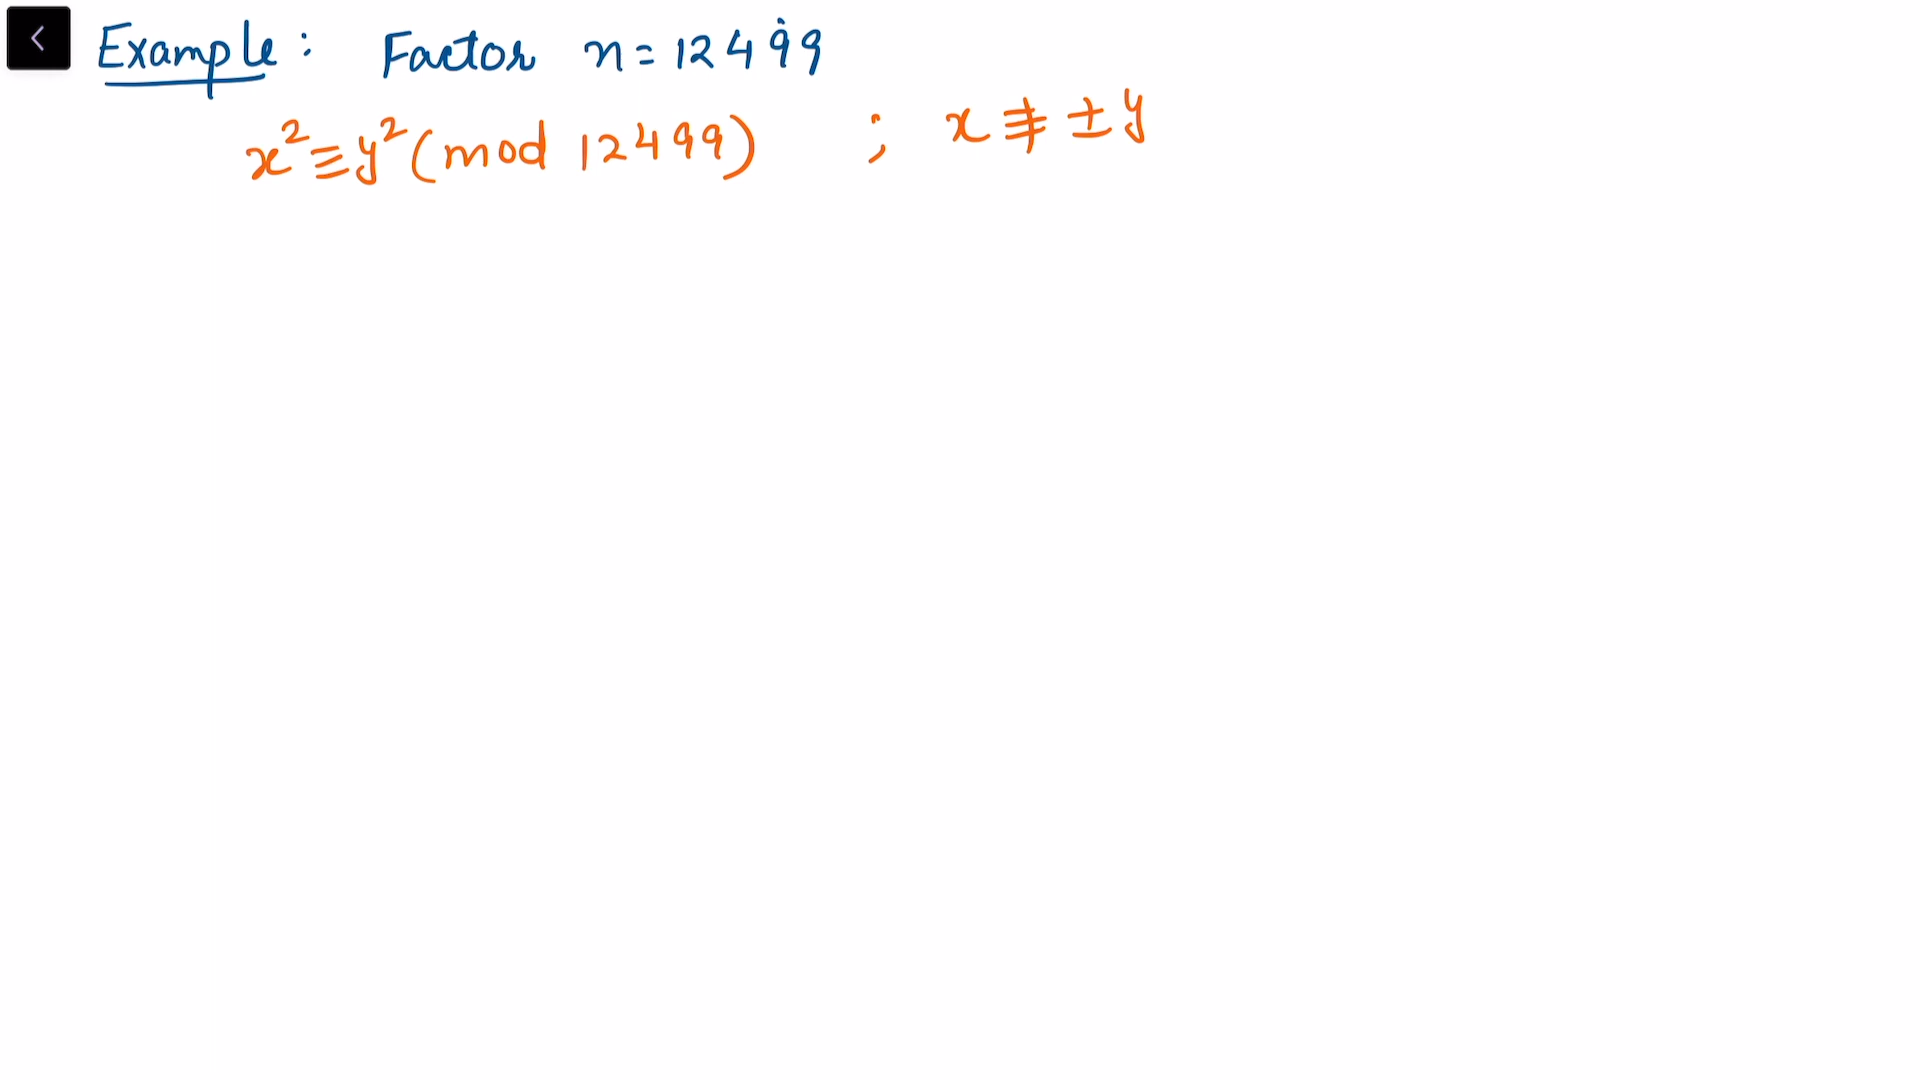 Example : Factor n = 12499
x² ≡ y² (mod 12499) ; x ≢ ± y